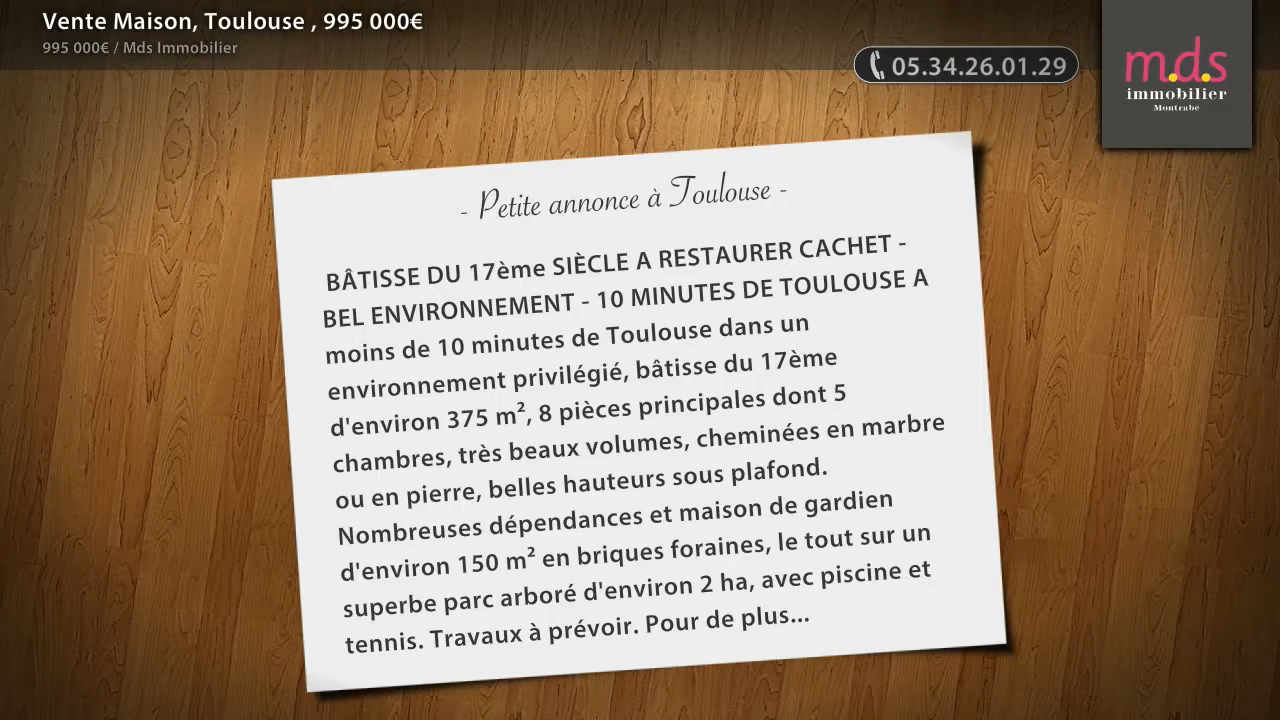 Vente Maison, Toulouse , 995 000€
995 000€ / Mds Immobilier
05.34.26.01.29
m.d.s
immobilier
Montrabé
- Petite annonce à Toulouse -
BÂTISSE DU 17ème SIÈCLE A RESTAURER CACHET -
BEL ENVIRONNEMENT - 10 MINUTES DE TOULOUSE A
moins de 10 minutes de Toulouse dans un
environnement privilégié, bâtisse du 17ème
d'environ 375 m², 8 pièces principales dont 5
chambres, très beaux volumes, cheminées en marbre
ou en pierre, belles hauteurs sous plafond.
Nombreuses dépendances et maison de gardien
d'environ 150 m² en briques foraines, le tout sur un
superbe parc arboré d'environ 2 ha, avec piscine et
tennis. Travaux à prévoir. Pour de plus...